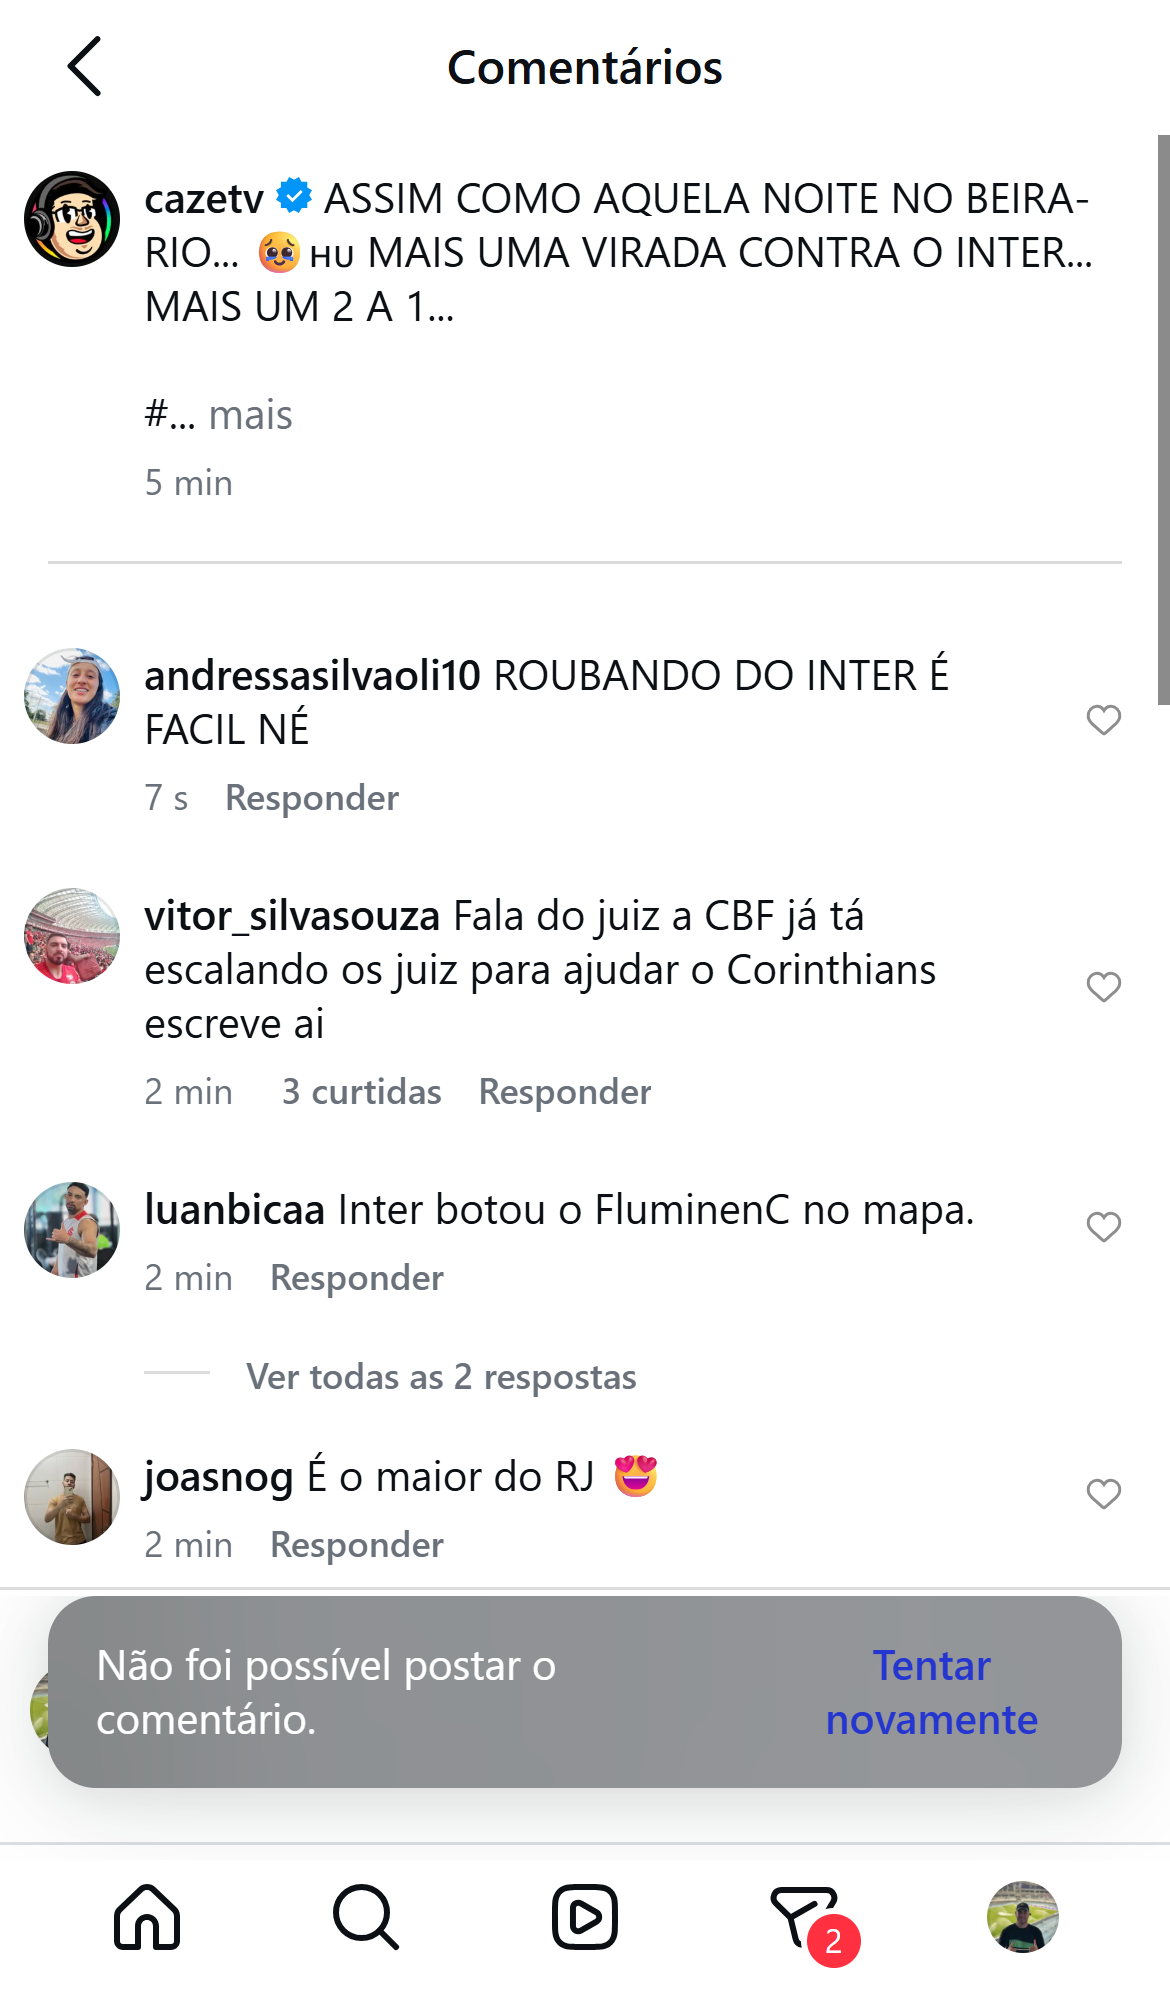 Comentários
cazetv ASSIM COMO AQUELA NOITE NO BEIRA-
RIO... 🥹 ʜᴜ MAIS UMA VIRADA CONTRA O INTER...
MAIS UM 2 A 1...
#... mais
5 min
andressasilvaoli10 ROUBANDO DO INTER É
FACIL NÉ
7 s Responder
vitor_silvasouza Fala do juiz a CBF já tá
escalando os juiz para ajudar o Corinthians
escreve ai
2 min 3 curtidas Responder
luanbicaa Inter botou o FluminenC no mapa.
2 min Responder
Ver todas as 2 respostas
joasnog É o maior do RJ 😍
2 min Responder
Não foi possível postar o
comentário.
Tentar
novamente
2